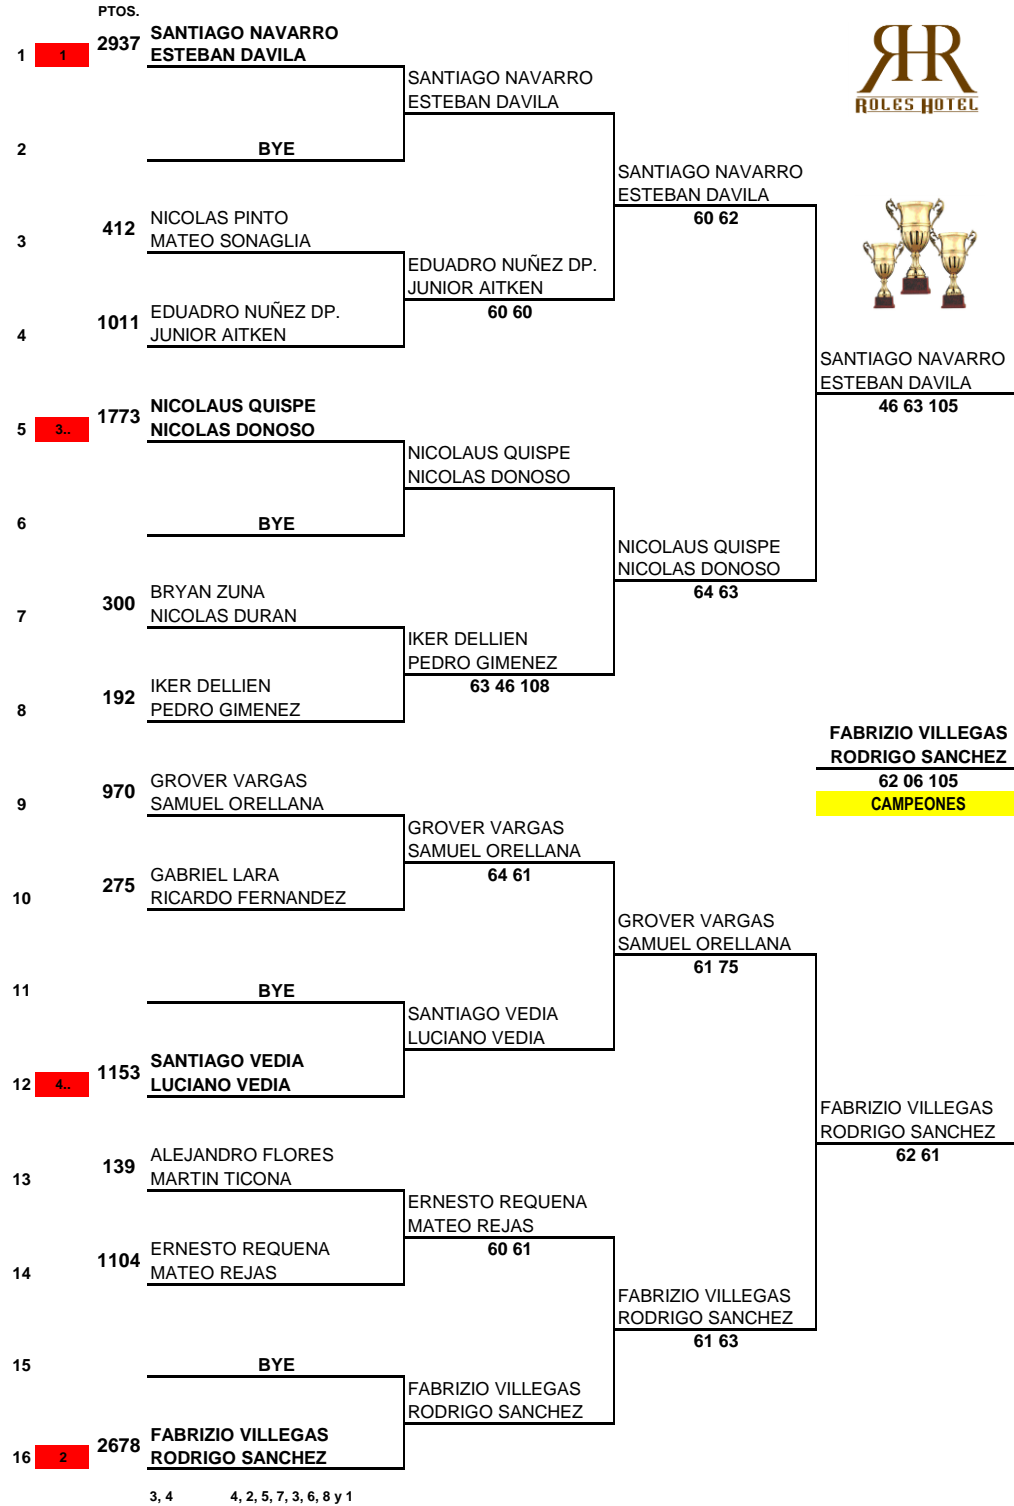 PTOS.
1 1 2937 SANTIAGO NAVARRO
ESTEBAN DAVILA
RHR
ROLES HOTEL
SANTIAGO NAVARRO
ESTEBAN DAVILA
2 BYE
SANTIAGO NAVARRO
ESTEBAN DAVILA
60 62
3 412 NICOLAS PINTO
MATEO SONAGLIA
EDUADRO NUÑEZ DP.
JUNIOR AITKEN
60 60
4 1011 EDUADRO NUÑEZ DP.
JUNIOR AITKEN
SANTIAGO NAVARRO
ESTEBAN DAVILA
46 63 105
5 3.. 1773 NICOLAUS QUISPE
NICOLAS DONOSO
NICOLAUS QUISPE
NICOLAS DONOSO
6 BYE
NICOLAUS QUISPE
NICOLAS DONOSO
64 63
7 300 BRYAN ZUNA
NICOLAS DURAN
IKER DELLIEN
PEDRO GIMENEZ
63 46 108
8 192 IKER DELLIEN
PEDRO GIMENEZ
FABRIZIO VILLEGAS
RODRIGO SANCHEZ
62 06 105
CAMPEONES
9 970 GROVER VARGAS
SAMUEL ORELLANA
GROVER VARGAS
SAMUEL ORELLANA
64 61
10 275 GABRIEL LARA
RICARDO FERNANDEZ
GROVER VARGAS
SAMUEL ORELLANA
61 75
11 BYE
SANTIAGO VEDIA
LUCIANO VEDIA
12 4.. 1153 SANTIAGO VEDIA
LUCIANO VEDIA
FABRIZIO VILLEGAS
RODRIGO SANCHEZ
62 61
13 139 ALEJANDRO FLORES
MARTIN TICONA
ERNESTO REQUENA
MATEO REJAS
60 61
14 1104 ERNESTO REQUENA
MATEO REJAS
FABRIZIO VILLEGAS
RODRIGO SANCHEZ
61 63
15 BYE
FABRIZIO VILLEGAS
RODRIGO SANCHEZ
16 2 2678 FABRIZIO VILLEGAS
RODRIGO SANCHEZ
3, 4 4, 2, 5, 7, 3, 6, 8 y 1